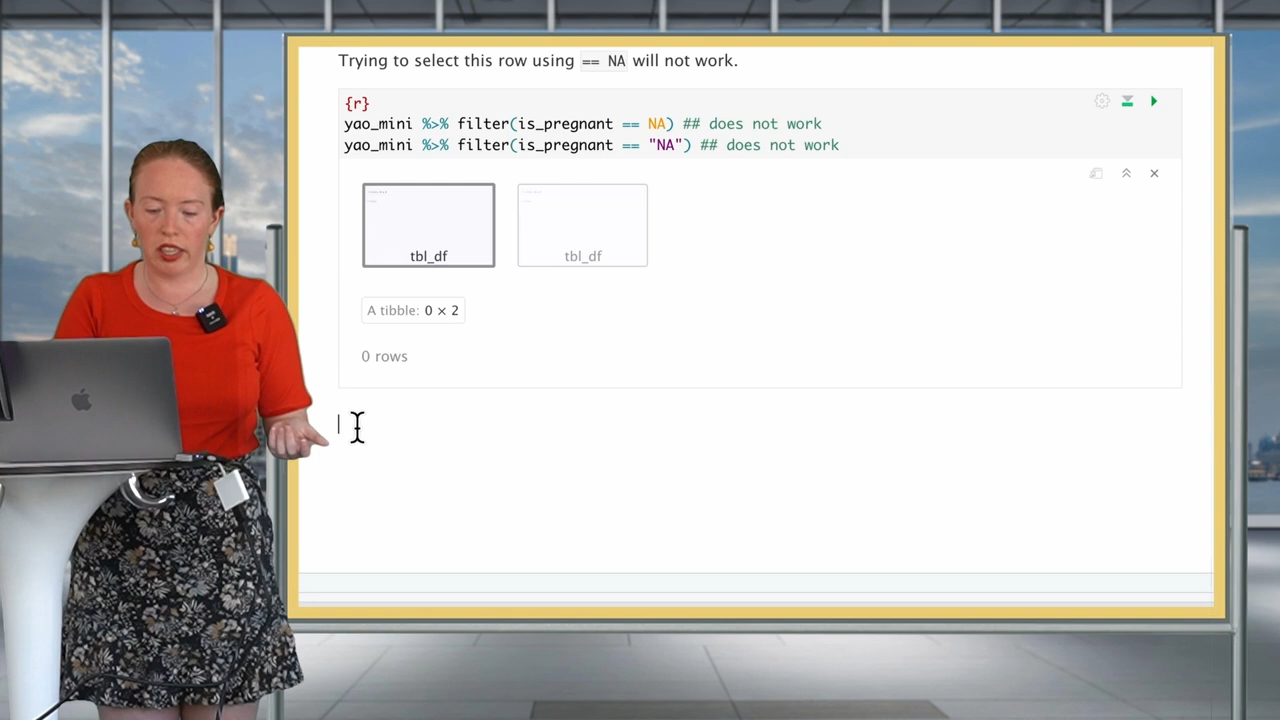 Trying to select this row using == NA will not work.
{r}
yao_mini %>% filter(is_pregnant == NA) ## does not work
yao_mini %>% filter(is_pregnant == "NA") ## does not work
tbl_df
tbl_df
A tibble: 0 × 2
0 rows